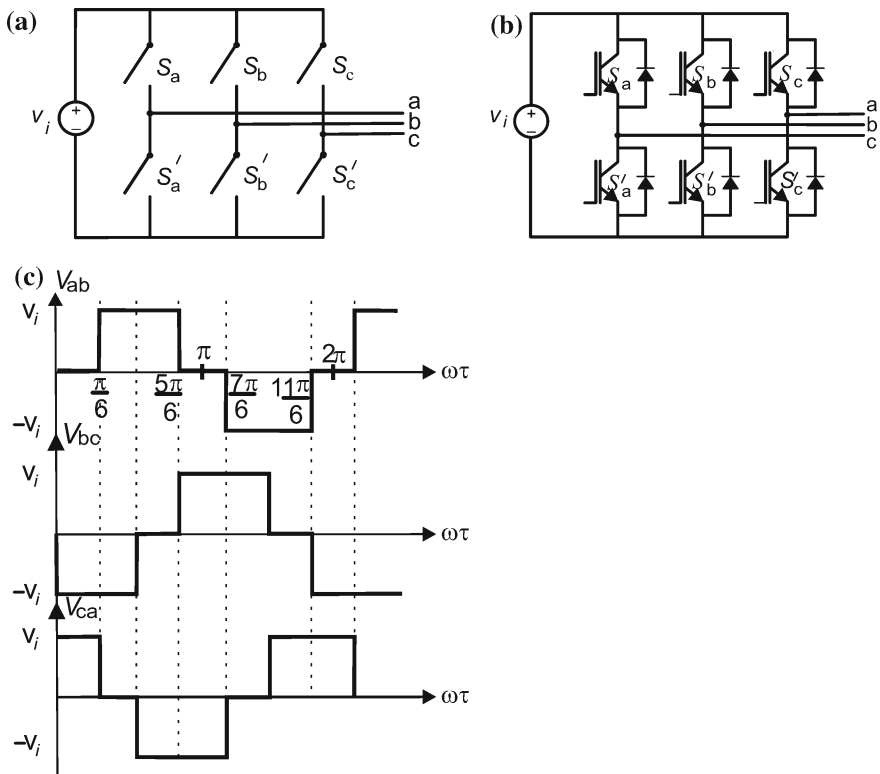 (a)
S_a S_b S_c
v_i + −
a
b
c
S_a′ S_b′ S_c′
(b)
S_a S_b S_c
v_i + −
a
b
c
S_a′ S_b′ S_c′
(c)
V_ab
v_i
π 2π ωτ
π/6 5π/6 7π/6 11π/6
−v_i
V_bc
v_i
ωτ
−v_i
V_ca
v_i
ωτ
−v_i